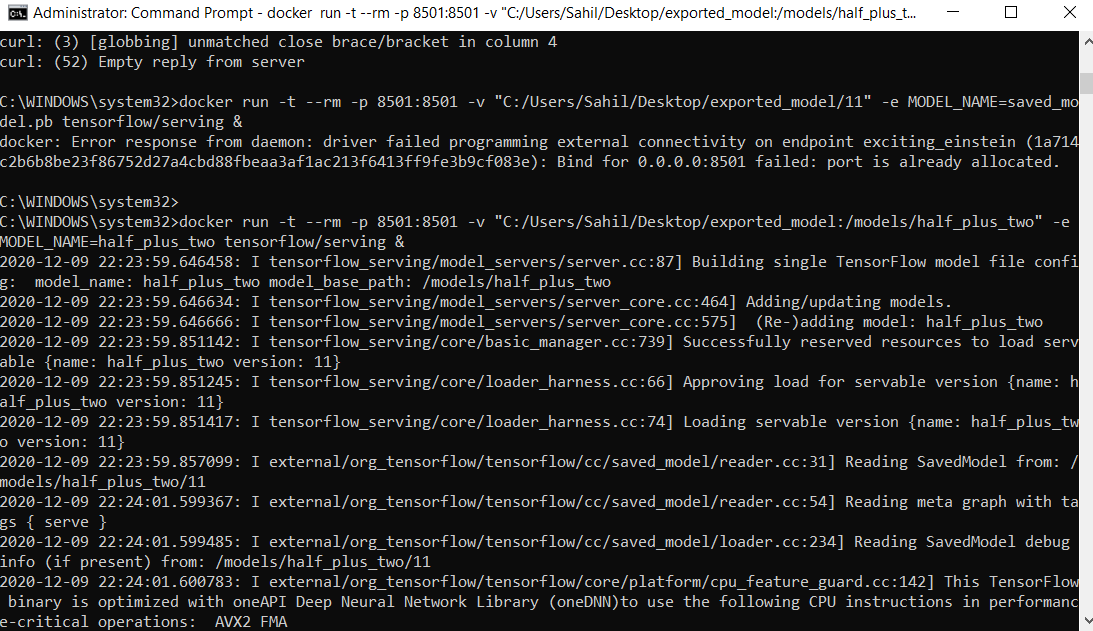 Administrator: Command Prompt - docker  run -t --rm -p 8501:8501 -v "C:/Users/Sahil/Desktop/exported_model:/models/half_plus_t...
curl: (3) [globbing] unmatched close brace/bracket in column 4
curl: (52) Empty reply from server
C:\WINDOWS\system32>docker run -t --rm -p 8501:8501 -v "C:/Users/Sahil/Desktop/exported_model/11" -e MODEL_NAME=saved_mo
del.pb tensorflow/serving &
docker: Error response from daemon: driver failed programming external connectivity on endpoint exciting_einstein (1a714
c2b6b8be23f86752d27a4cbd88fbeaa3af1ac213f6413ff9fe3b9cf083e): Bind for 0.0.0.0:8501 failed: port is already allocated.
C:\WINDOWS\system32>
C:\WINDOWS\system32>docker run -t --rm -p 8501:8501 -v "C:/Users/Sahil/Desktop/exported_model:/models/half_plus_two" -e
MODEL_NAME=half_plus_two tensorflow/serving &
2020-12-09 22:23:59.646458: I tensorflow_serving/model_servers/server.cc:87] Building single TensorFlow model file confi
g:  model_name: half_plus_two model_base_path: /models/half_plus_two
2020-12-09 22:23:59.646634: I tensorflow_serving/model_servers/server_core.cc:464] Adding/updating models.
2020-12-09 22:23:59.646666: I tensorflow_serving/model_servers/server_core.cc:575]  (Re-)adding model: half_plus_two
2020-12-09 22:23:59.851142: I tensorflow_serving/core/basic_manager.cc:739] Successfully reserved resources to load serv
able {name: half_plus_two version: 11}
2020-12-09 22:23:59.851245: I tensorflow_serving/core/loader_harness.cc:66] Approving load for servable version {name: h
alf_plus_two version: 11}
2020-12-09 22:23:59.851417: I tensorflow_serving/core/loader_harness.cc:74] Loading servable version {name: half_plus_tw
o version: 11}
2020-12-09 22:23:59.857099: I external/org_tensorflow/tensorflow/cc/saved_model/reader.cc:31] Reading SavedModel from: /
models/half_plus_two/11
2020-12-09 22:24:01.599367: I external/org_tensorflow/tensorflow/cc/saved_model/reader.cc:54] Reading meta graph with ta
gs { serve }
2020-12-09 22:24:01.599485: I external/org_tensorflow/tensorflow/cc/saved_model/loader.cc:234] Reading SavedModel debug
info (if present) from: /models/half_plus_two/11
2020-12-09 22:24:01.600783: I external/org_tensorflow/tensorflow/core/platform/cpu_feature_guard.cc:142] This TensorFlow
 binary is optimized with oneAPI Deep Neural Network Library (oneDNN)to use the following CPU instructions in performanc
e-critical operations:  AVX2 FMA